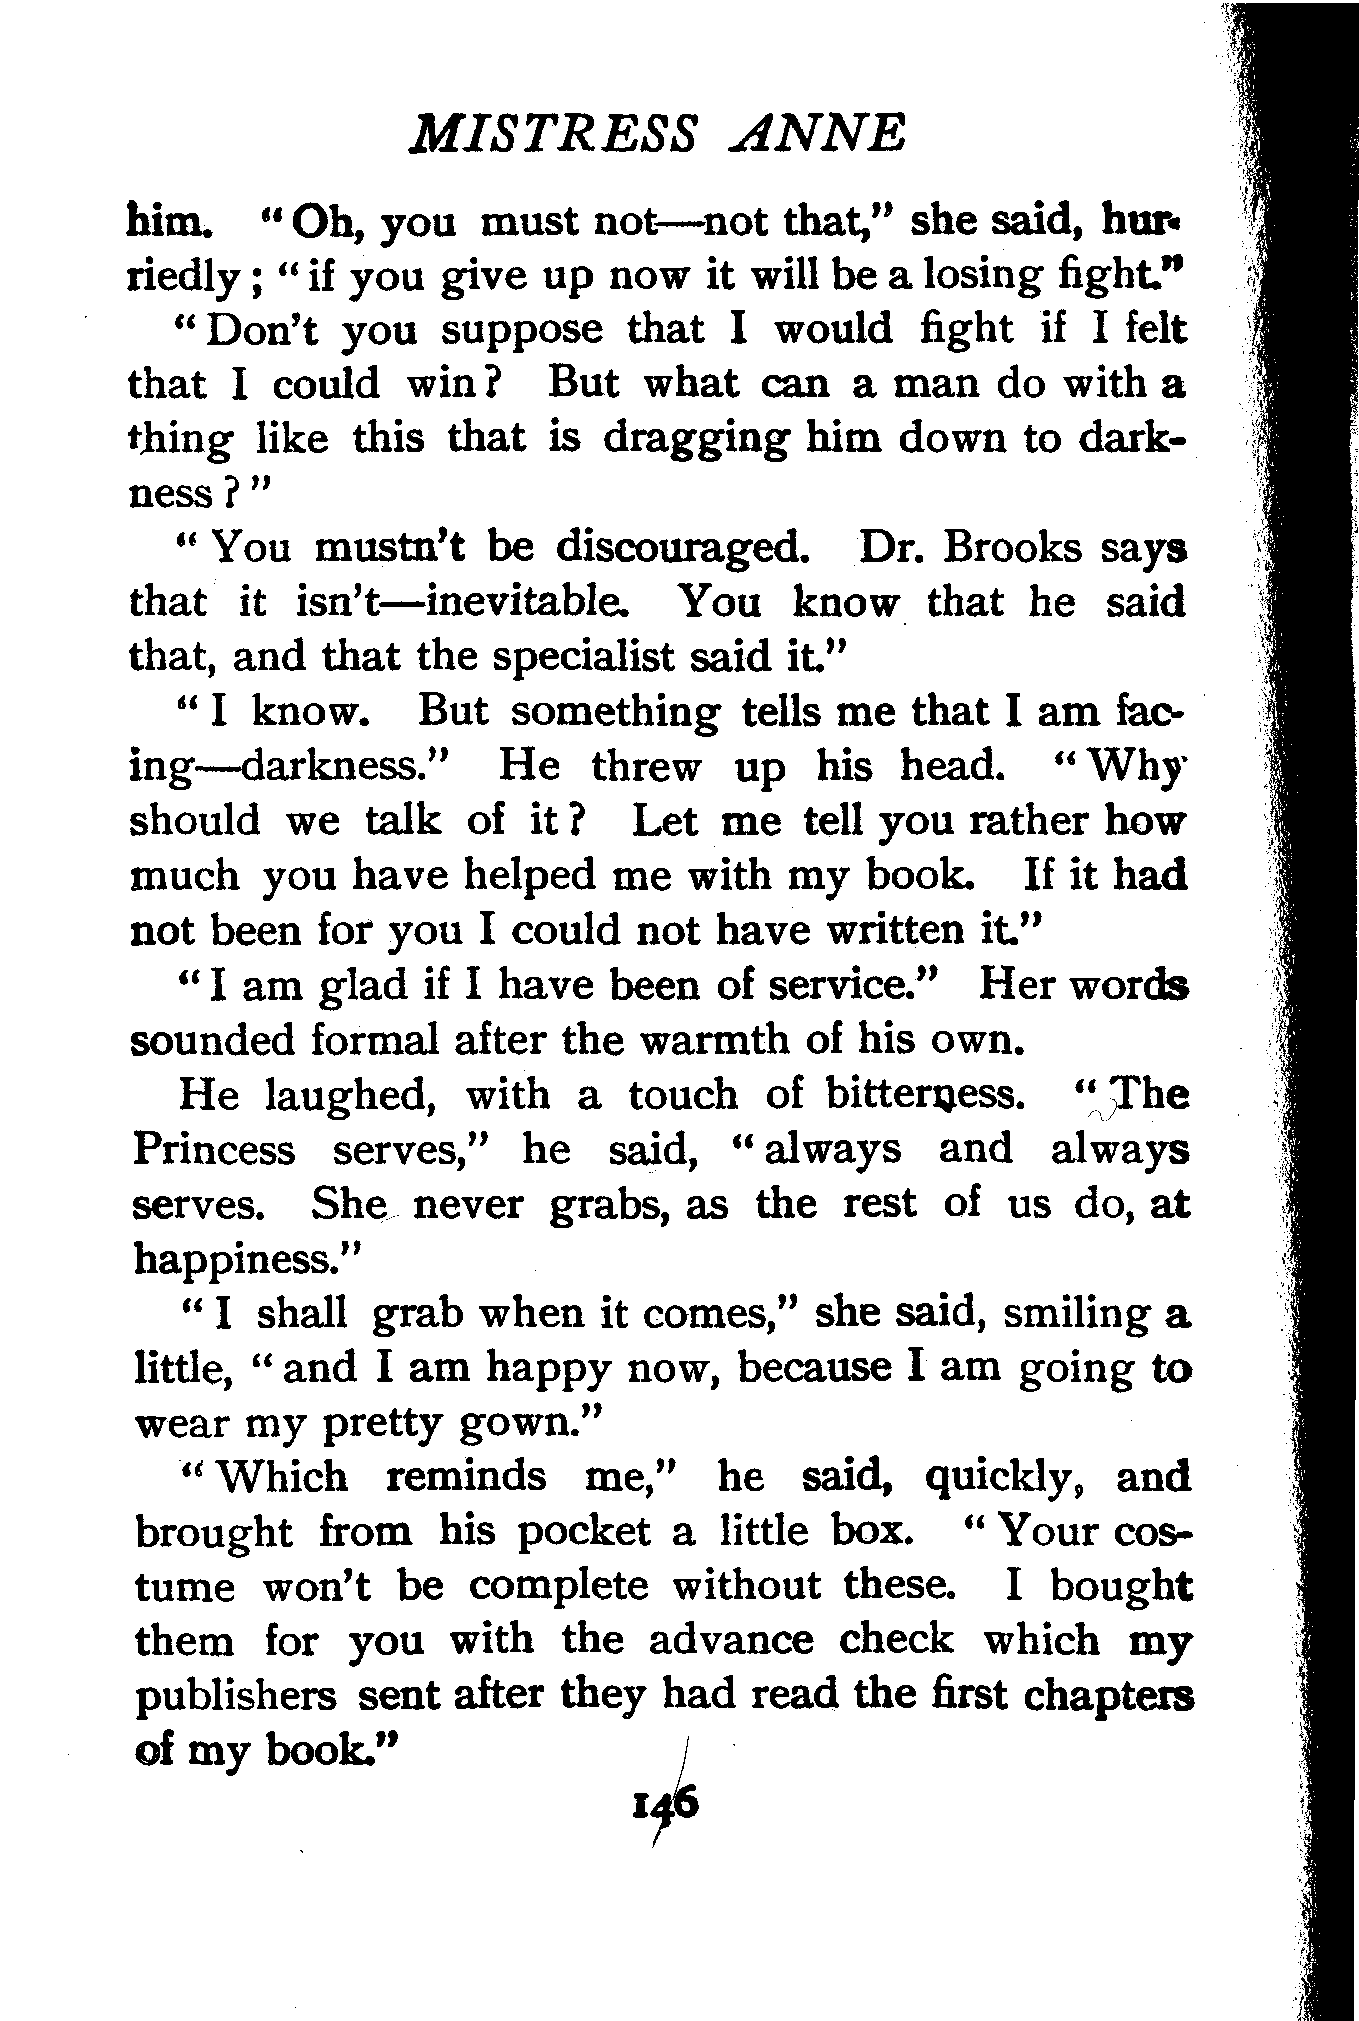 MISTRESS ANNE
him. “Oh, you must not—not that,” she said, hur-
riedly; “if you give up now it will be a losing fight.”
“Don’t you suppose that I would fight if I felt
that I could win? But what can a man do with a
thing like this that is dragging him down to dark-
ness?”
“You mustn’t be discouraged. Dr. Brooks says
that it isn’t—inevitable. You know that he said
that, and that the specialist said it.”
“I know. But something tells me that I am fac-
ing—darkness.” He threw up his head. “Why
should we talk of it? Let me tell you rather how
much you have helped me with my book. If it had
not been for you I could not have written it.”
“I am glad if I have been of service.” Her words
sounded formal after the warmth of his own.
He laughed, with a touch of bitterness. “The
Princess serves,” he said, “always and always
serves. She never grabs, as the rest of us do, at
happiness.”
“I shall grab when it comes,” she said, smiling a
little, “and I am happy now, because I am going to
wear my pretty gown.”
“Which reminds me,” he said, quickly, and
brought from his pocket a little box. “Your cos-
tume won’t be complete without these. I bought
them for you with the advance check which my
publishers sent after they had read the first chapters
of my book.”
146